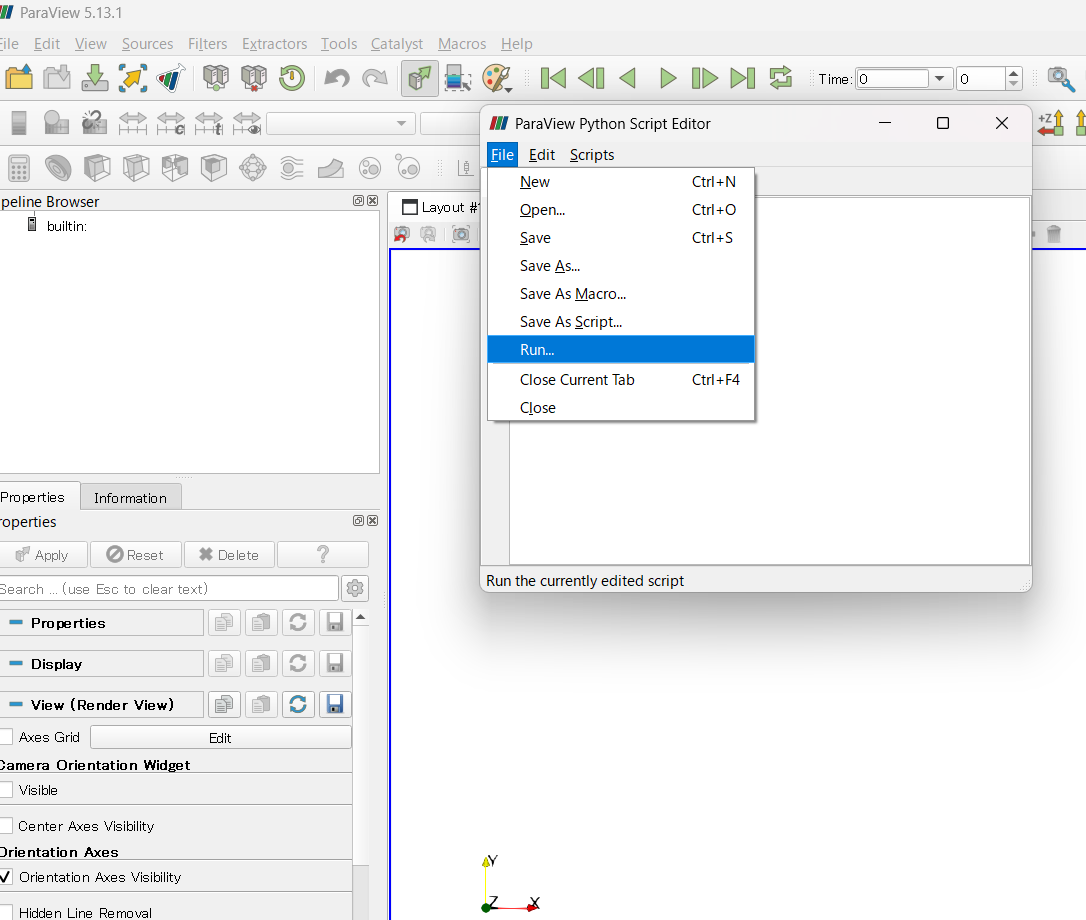 ParaView 5.13.1
File Edit View Sources Filters Extractors Tools Catalyst Macros Help
Time: 0 0
ParaView Python Script Editor
File Edit Scripts
New Ctrl+N
Open... Ctrl+O
Save Ctrl+S
Save As...
Save As Macro...
Save As Script...
Run...
Close Current Tab Ctrl+F4
Close
Run the currently edited script
+Z
peline Browser
builtin:
Layout #1
Properties Information
roperties
Apply Reset Delete ?
Search ... (use Esc to clear text)
Properties
Display
View (Render View)
Axes Grid Edit
Camera Orientation Widget
Visible
Center Axes Visibility
Orientation Axes
Orientation Axes Visibility
Hidden Line Removal
Y
Z X